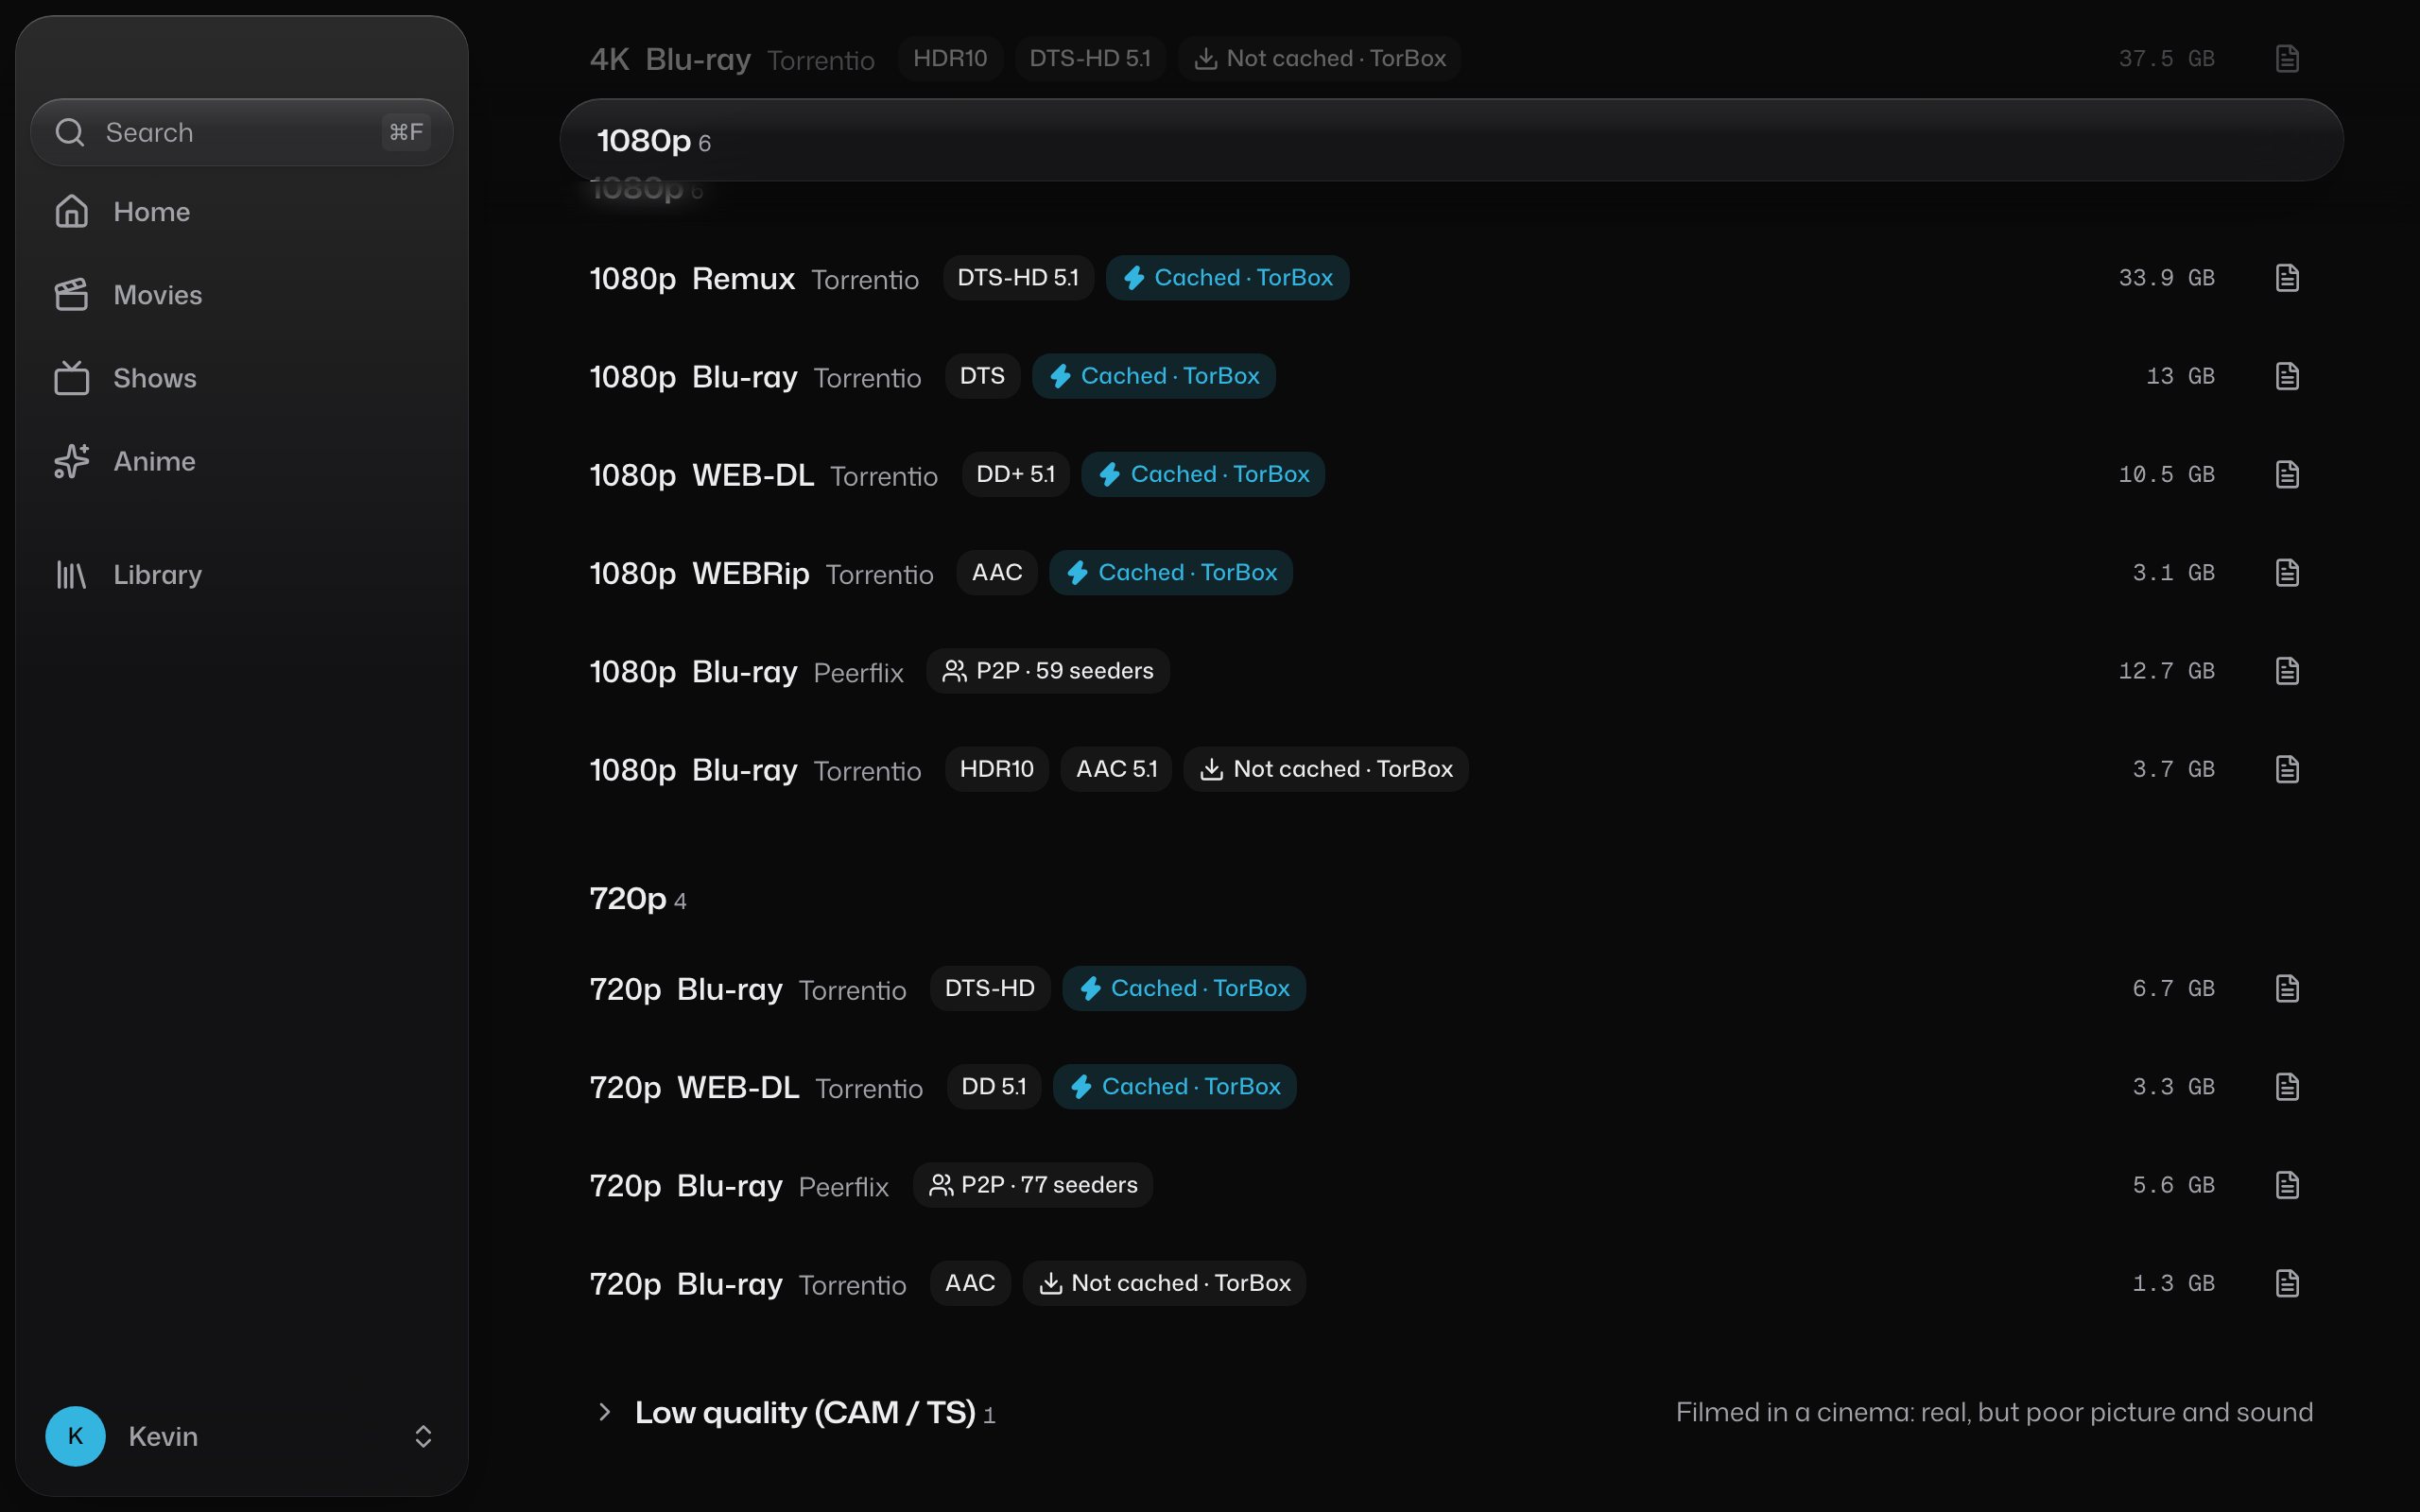 4K Blu-ray Torrentio HDR10 DTS-HD 5.1 Not cached · TorBox 37.5 GB
Search ⌘F
1080p 6
1080p 6
Home
Movies
Shows
Anime
Library
1080p Remux Torrentio DTS-HD 5.1 Cached · TorBox 33.9 GB
1080p Blu-ray Torrentio DTS Cached · TorBox 13 GB
1080p WEB-DL Torrentio DD+ 5.1 Cached · TorBox 10.5 GB
1080p WEBRip Torrentio AAC Cached · TorBox 3.1 GB
1080p Blu-ray Peerflix P2P · 59 seeders 12.7 GB
1080p Blu-ray Torrentio HDR10 AAC 5.1 Not cached · TorBox 3.7 GB
720p 4
720p Blu-ray Torrentio DTS-HD Cached · TorBox 6.7 GB
720p WEB-DL Torrentio DD 5.1 Cached · TorBox 3.3 GB
720p Blu-ray Peerflix P2P · 77 seeders 5.6 GB
720p Blu-ray Torrentio AAC Not cached · TorBox 1.3 GB
Low quality (CAM / TS) 1 Filmed in a cinema: real, but poor picture and sound
K Kevin